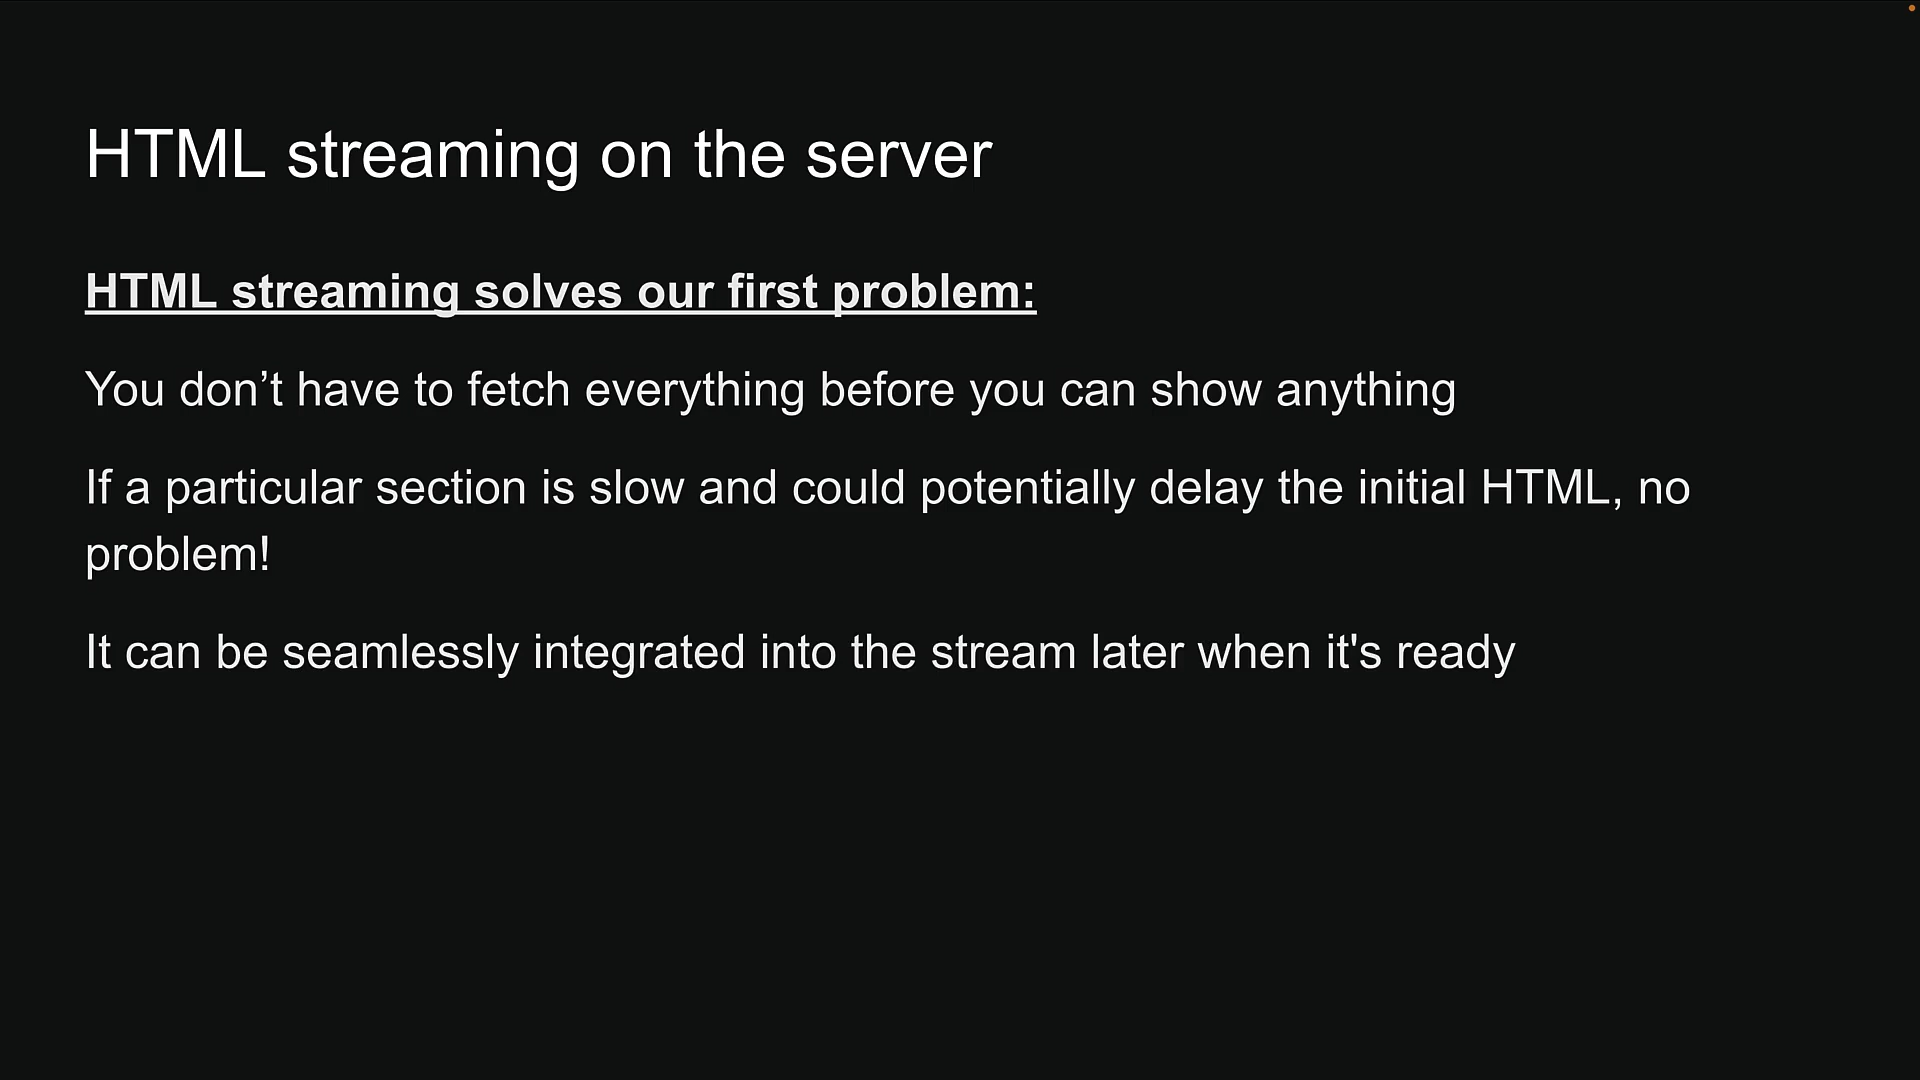 HTML streaming on the server
HTML streaming solves our first problem:
You don’t have to fetch everything before you can show anything
If a particular section is slow and could potentially delay the initial HTML, no
problem!
It can be seamlessly integrated into the stream later when it's ready